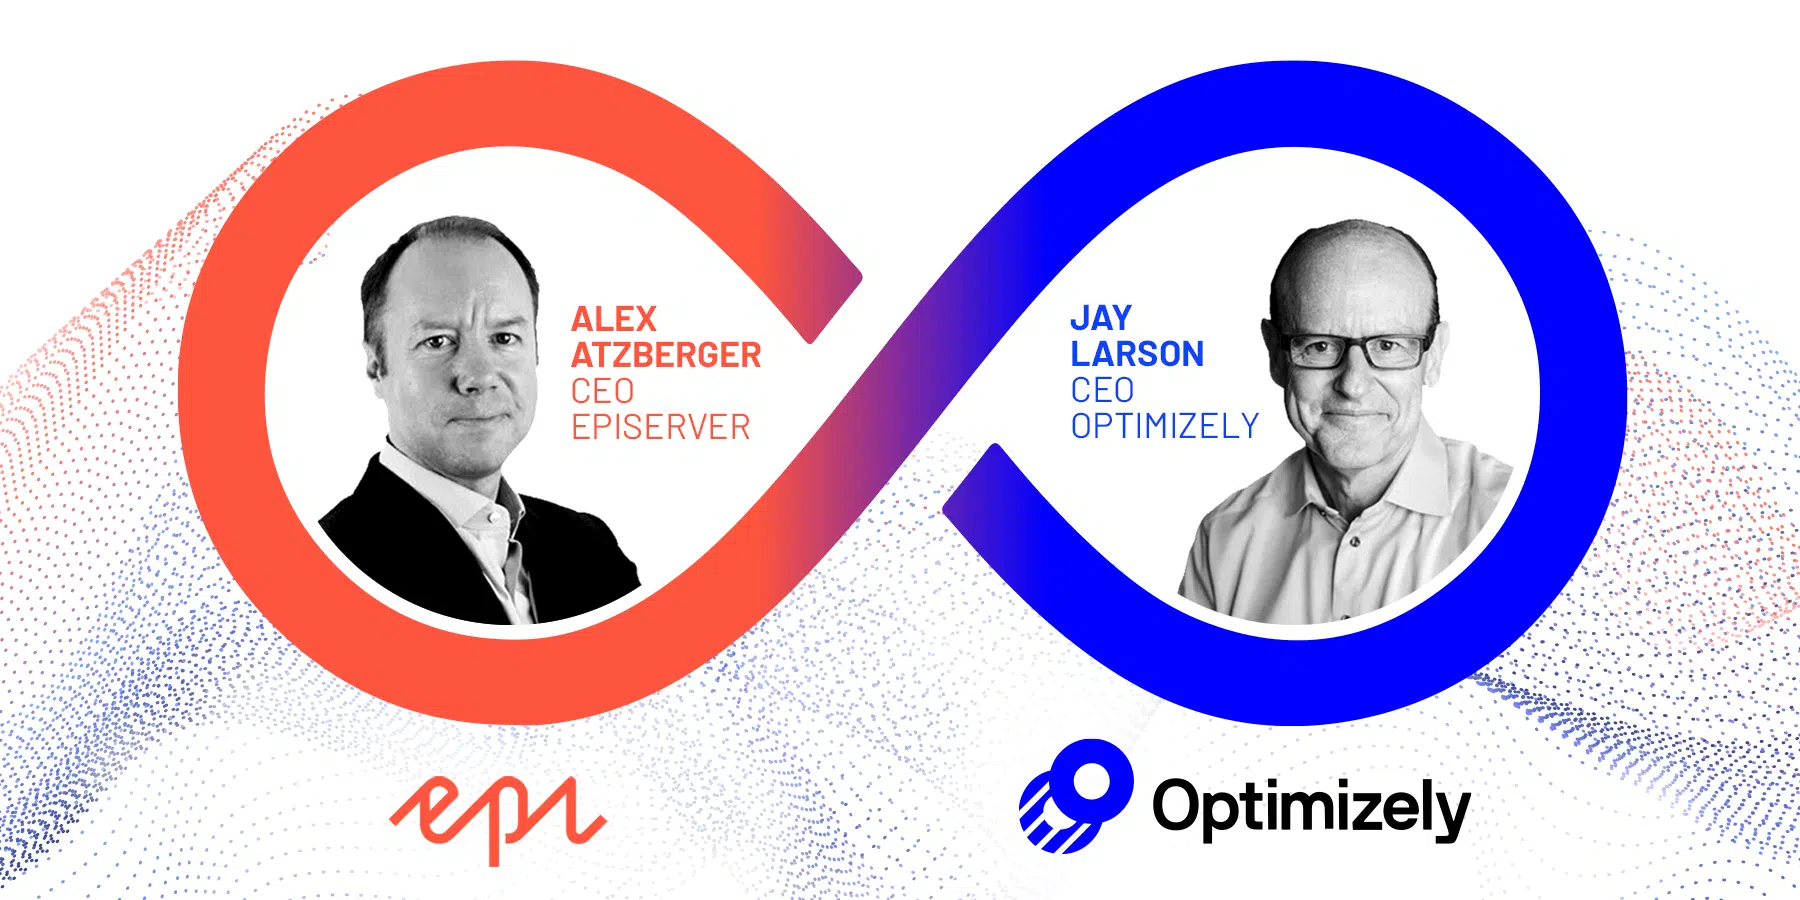 ALEX
ATZBERGER
CEO
EPISERVER
JAY
LARSON
CEO
OPTIMIZELY
epi
Optimizely